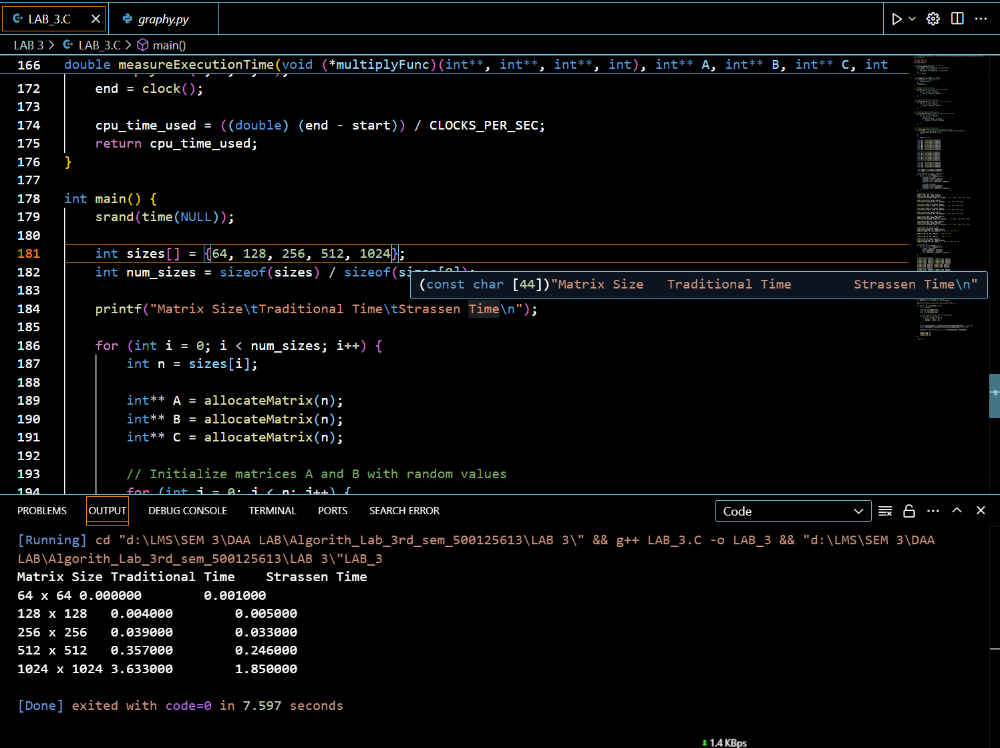 LAB_3.C
graphy.py
LAB 3 > LAB_3.C > main()
166 double measureExecutionTime(void (*multiplyFunc)(int**, int**, int**, int), int** A, int** B, int** C, int
172 end = clock();
173
174 cpu_time_used = ((double) (end - start)) / CLOCKS_PER_SEC;
175 return cpu_time_used;
176 }
177
178 int main() {
179 srand(time(NULL));
180
181 int sizes[] = {64, 128, 256, 512, 1024};
182 int num_sizes = sizeof(sizes) / sizeof(sizes[0]);
(const char [44])"Matrix Size Traditional Time Strassen Time\n"
183
184 printf("Matrix Size\tTraditional Time\tStrassen Time\n");
185
186 for (int i = 0; i < num_sizes; i++) {
187 int n = sizes[i];
188
189 int** A = allocateMatrix(n);
190 int** B = allocateMatrix(n);
191 int** C = allocateMatrix(n);
192
193 // Initialize matrices A and B with random values
194 for (int i = 0; i < n; i++) {
PROBLEMS OUTPUT DEBUG CONSOLE TERMINAL PORTS SEARCH ERROR Code
[Running] cd "d:\LMS\SEM 3\DAA LAB\Algorith_Lab_3rd_sem_500125613\LAB 3\" && g++ LAB_3.C -o LAB_3 && "d:\LMS\SEM 3\DAA
LAB\Algorith_Lab_3rd_sem_500125613\LAB 3\"LAB_3
Matrix Size Traditional Time Strassen Time
64 x 64 0.000000 0.001000
128 x 128 0.004000 0.005000
256 x 256 0.039000 0.033000
512 x 512 0.357000 0.246000
1024 x 1024 3.633000 1.850000
[Done] exited with code=0 in 7.597 seconds
1.4 KBps